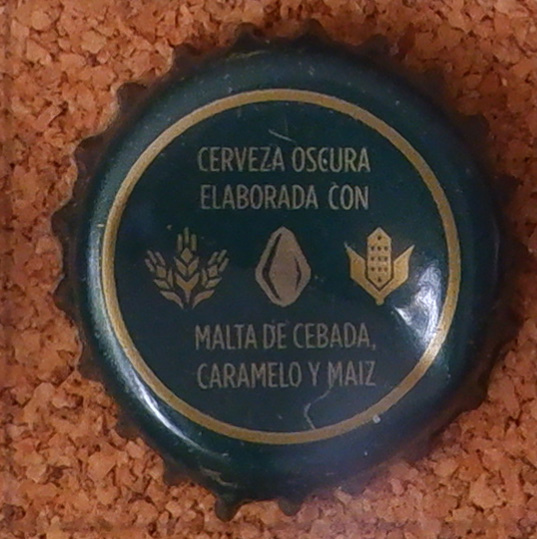 CERVEZA OSCURA
ELABORADA CON
MALTA DE CEBADA,
CARAMELO Y MAIZ